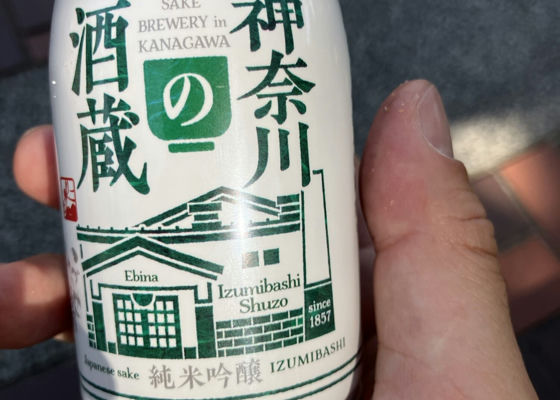 SAKE
BREWERY in
KANAGAWA
神奈川
の
酒蔵
Ebina
Izumibashi
Shuzo
since
1857
Japanese sake
純米吟醸
IZUMIBASHI